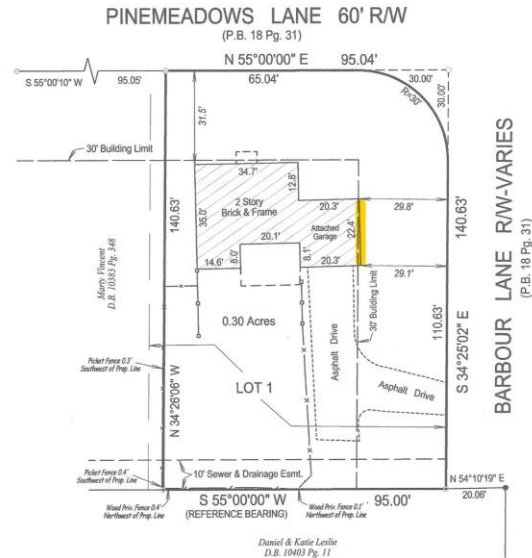 PINEMEADOWS LANE 60' R/W
(P.B. 18 Pg. 31)
N 55°00'00" E 95.04'
S 55°00'10" W 95.05'
65.04'
30.00'
30.00'
R=30'
31.5'
30' Building Limit
34.7'
12.8'
2 Story
Brick & Frame
35.0'
20.3'
29.8'
Attached
Garage
22.4'
20.1'
8.0'
8.1'
14.6'
20.3'
29.1'
140.63'
140.63'
BARBOUR LANE R/W-VARIES
(P.B. 18 Pg. 31)
Marty Vincent
D.B. 10383 Pg. 348
30' Building Limit
0.30 Acres
110.63'
S 34°25'02" E
Asphalt Drive
Asphalt Drive
Picket Fence 0.3'
Southwest of Prop. Line
N 34°26'06" W
LOT 1
Picket Fence 0.4'
Southwest of Prop. Line
10' Sewer & Drainage Esmt.
N 54°10'19" E
20.06'
S 55°00'00" W 95.00'
(REFERENCE BEARING)
Wood Priv. Fence 0.4'
Northwest of Prop. Line
Wood Priv. Fence 0.1'
Northwest of Prop. Line
Daniel & Katie Leslie
D.B. 10403 Pg. 11